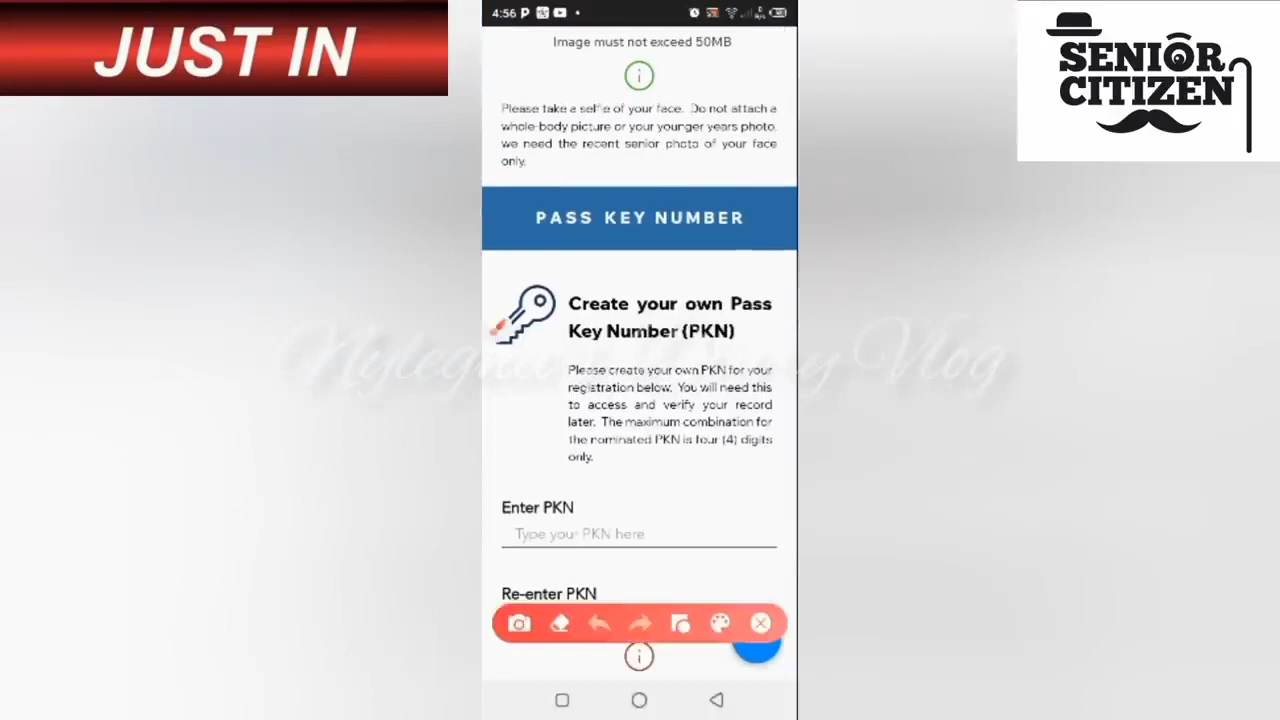 JUST IN
SENIOR
CITIZEN
4:56
Image must not exceed 50MB
Please take a selfie of your face. Do not attach a
whole-body picture or your younger years photo,
we need the recent senior photo of your face
only.
PASS KEY NUMBER
Create your own Pass
Key Number (PKN)
Please create your own PKN for your
registration below. You will need this
to access and verify your record
later. The maximum combination for
the nominated PKN is four (4) digits
only.
Enter PKN
Type your PKN here
Re-enter PKN
Vlog